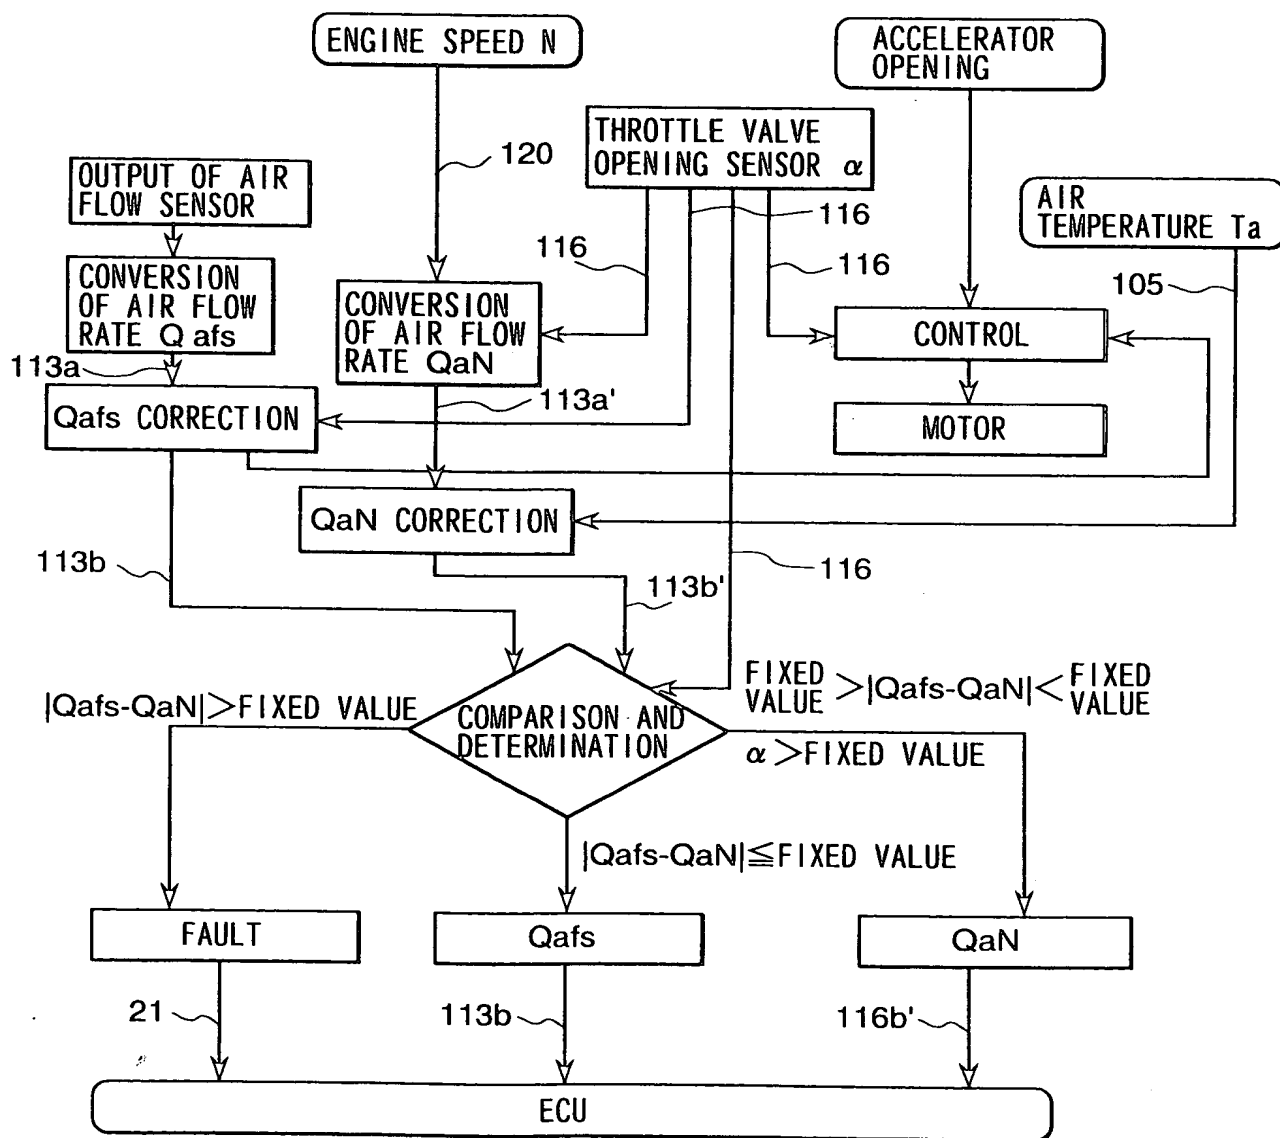 ENGINE SPEED N
ACCELERATOR
OPENING
THROTTLE VALVE
OPENING SENSOR α
120
OUTPUT OF AIR
FLOW SENSOR
AIR
TEMPERATURE Ta
116
116
116
105
CONVERSION
OF AIR FLOW
RATE Q afs
CONVERSION
OF AIR FLOW
RATE QaN
CONTROL
113a
113a'
Qafs CORRECTION
MOTOR
QaN CORRECTION
113b
113b'
116
FIXED
VALUE >|Qafs-QaN|< FIXED
VALUE
|Qafs-QaN|>FIXED VALUE
COMPARISON AND
DETERMINATION
α>FIXED VALUE
|Qafs-QaN|≦FIXED VALUE
FAULT
Qafs
QaN
21
113b
116b'
ECU